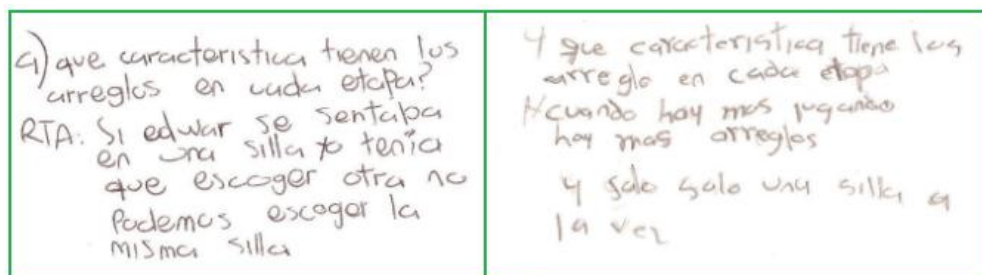 4) que caracteristica tienen los
arreglos en cada etapa?
RTA: Si edwar se sentaba
en una silla yo tenia
que escoger otra no
Podemos escoger la
misma silla
4 que caracteristica tiene los
arreglo en cada etapa
cuando hay mas jugando
hay mas arreglos
y solo solo una silla a
la vez